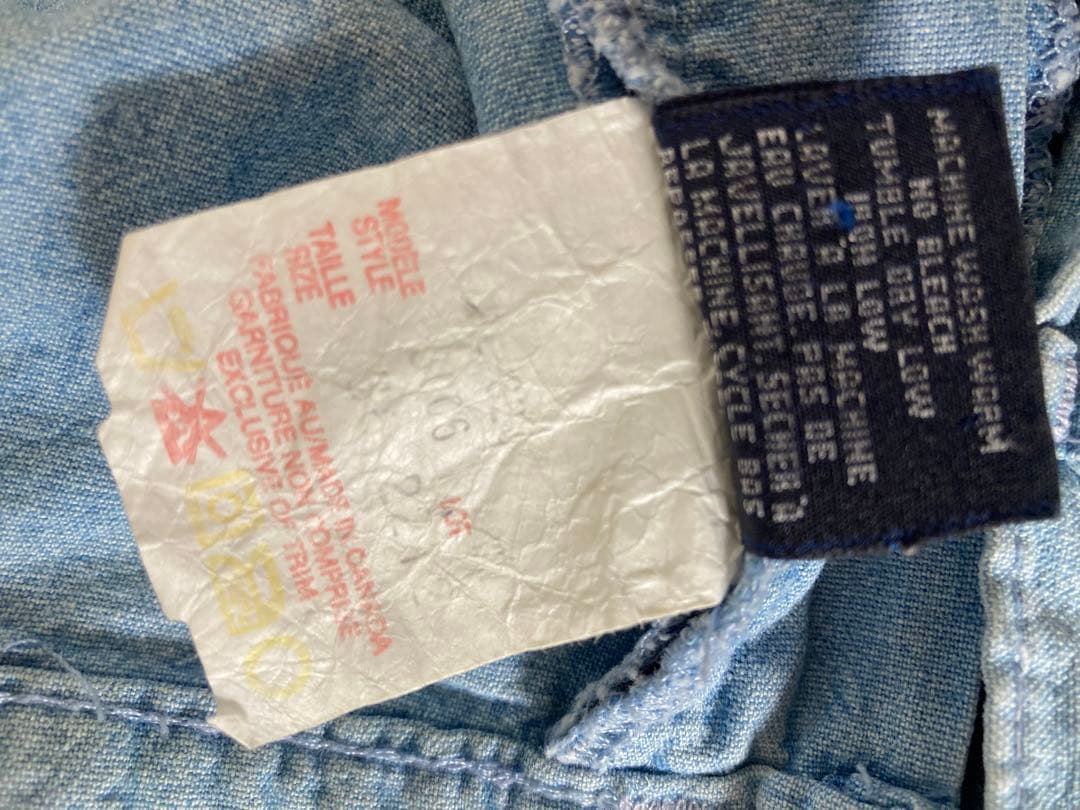 MACHINE WASH WARM
NO BLEACH
TUMBLE DRY LOW
IRON LOW
LAVER A LA MACHINE
EAU CHAUDE. PAS DE
JAVELLISANT. SECHER A
LA MACHINE, CYCLE BAS
MODÈLE
STYLE
TAILLE
SIZE
FABRIQUÉ AU/MADE IN CANADA
GARNITURE NON COMPRISE
EXCLUSIVE OF TRIM